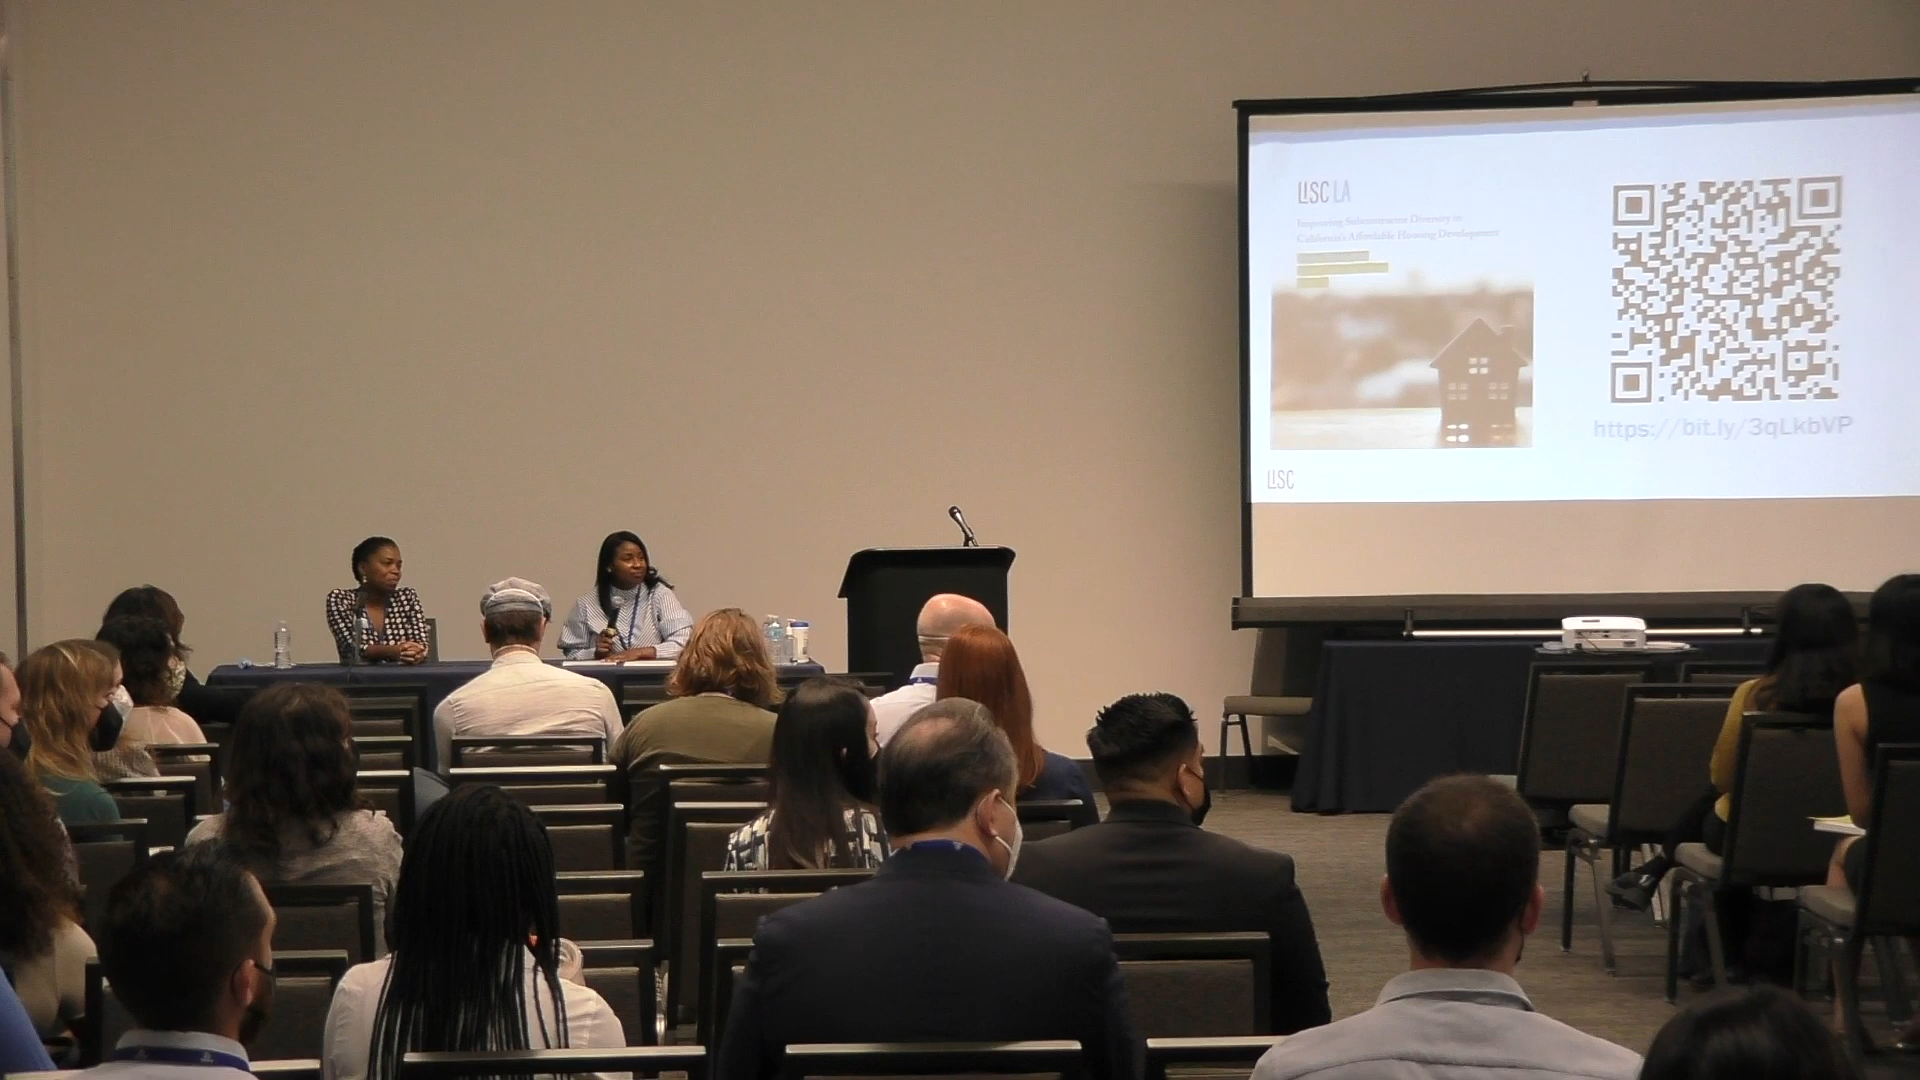 LISC LA
Improving Subcontractor Diversity in
California's Affordable Housing Development
https://bit.ly/3qLkbVP
LISC